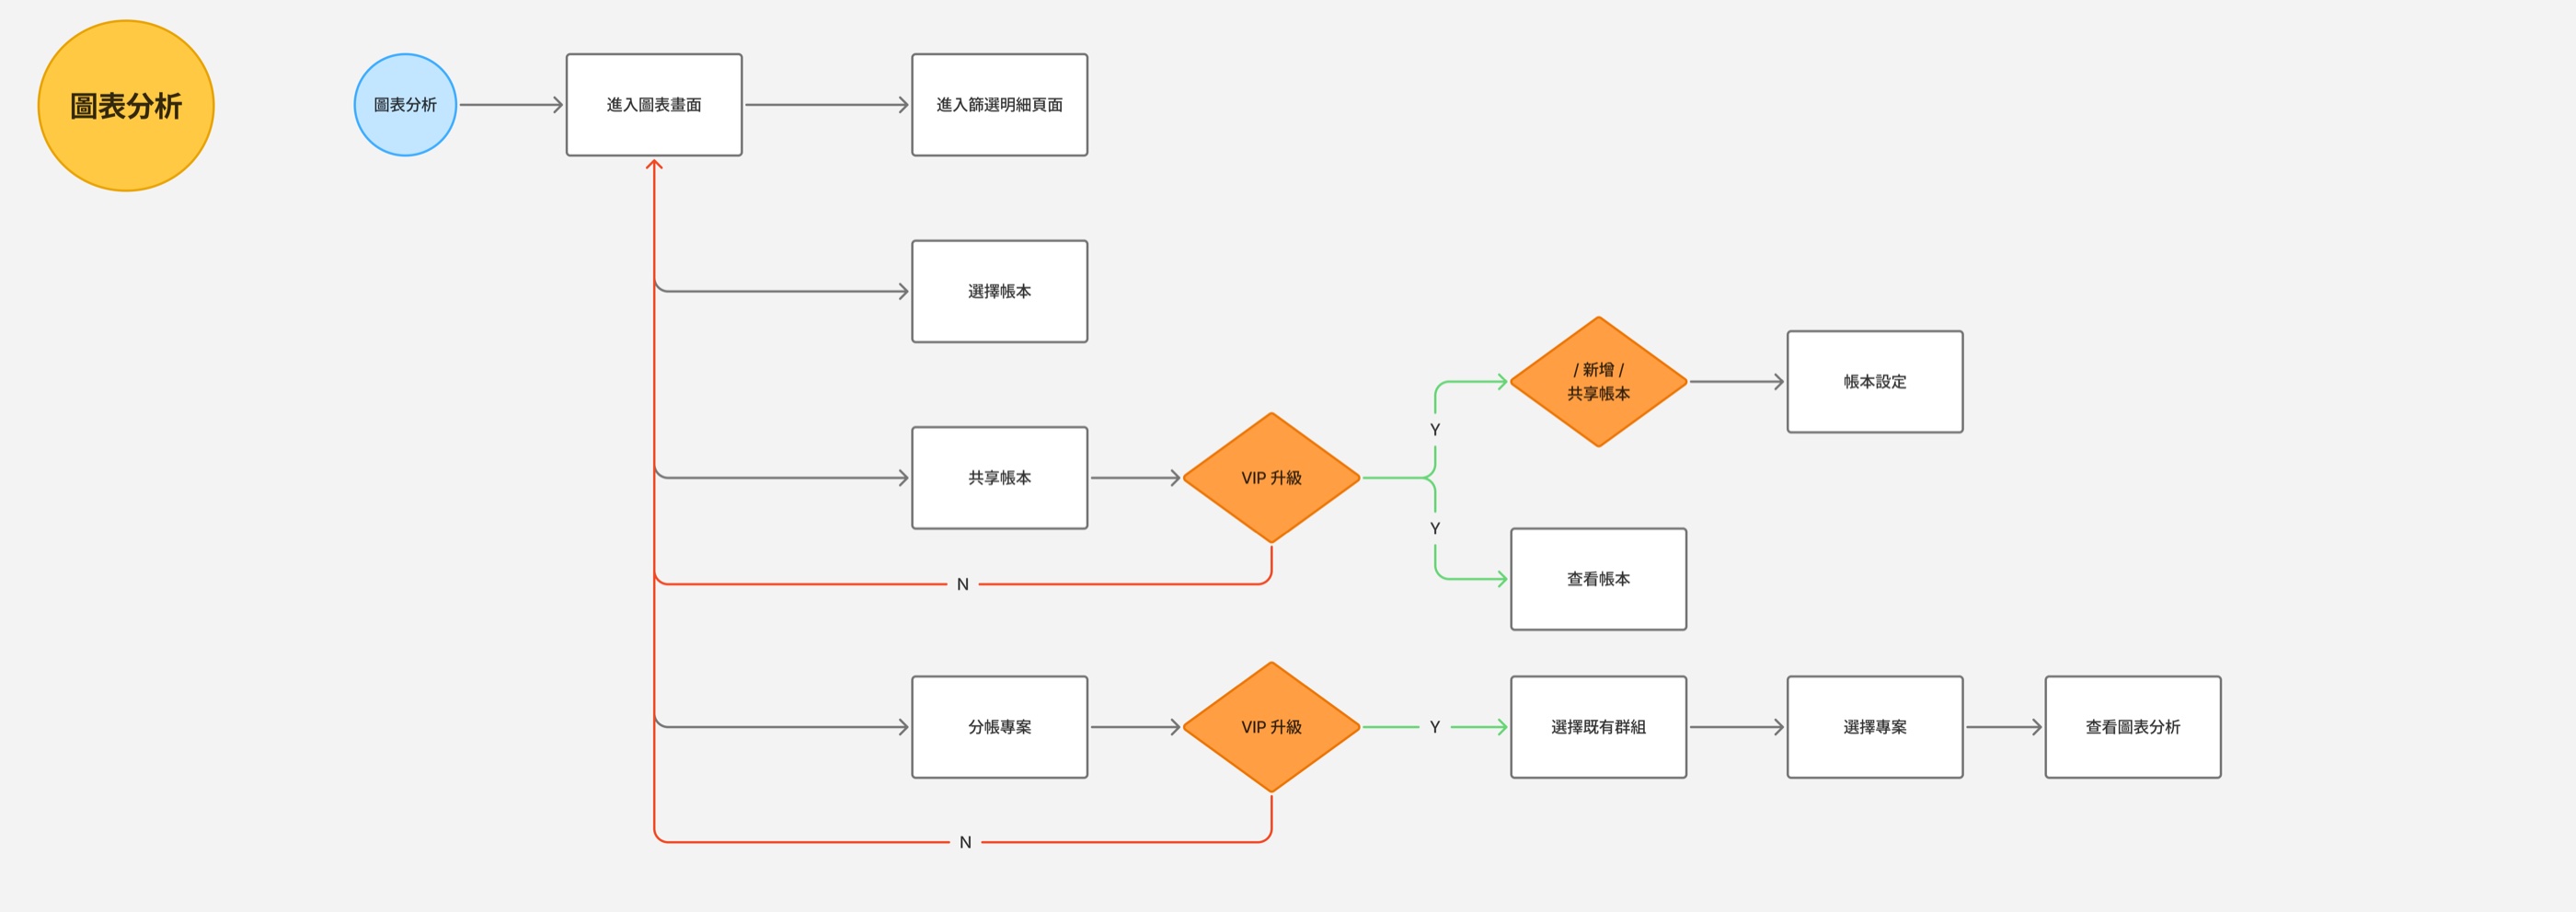 圖表分析
圖表分析
進入圖表畫面
進入篩選明細頁面
選擇帳本
/ 新增 /
共享帳本
帳本設定
Y
共享帳本
VIP 升級
Y
查看帳本
N
分帳專案
VIP 升級
Y
選擇既有群組
選擇專案
查看圖表分析
N